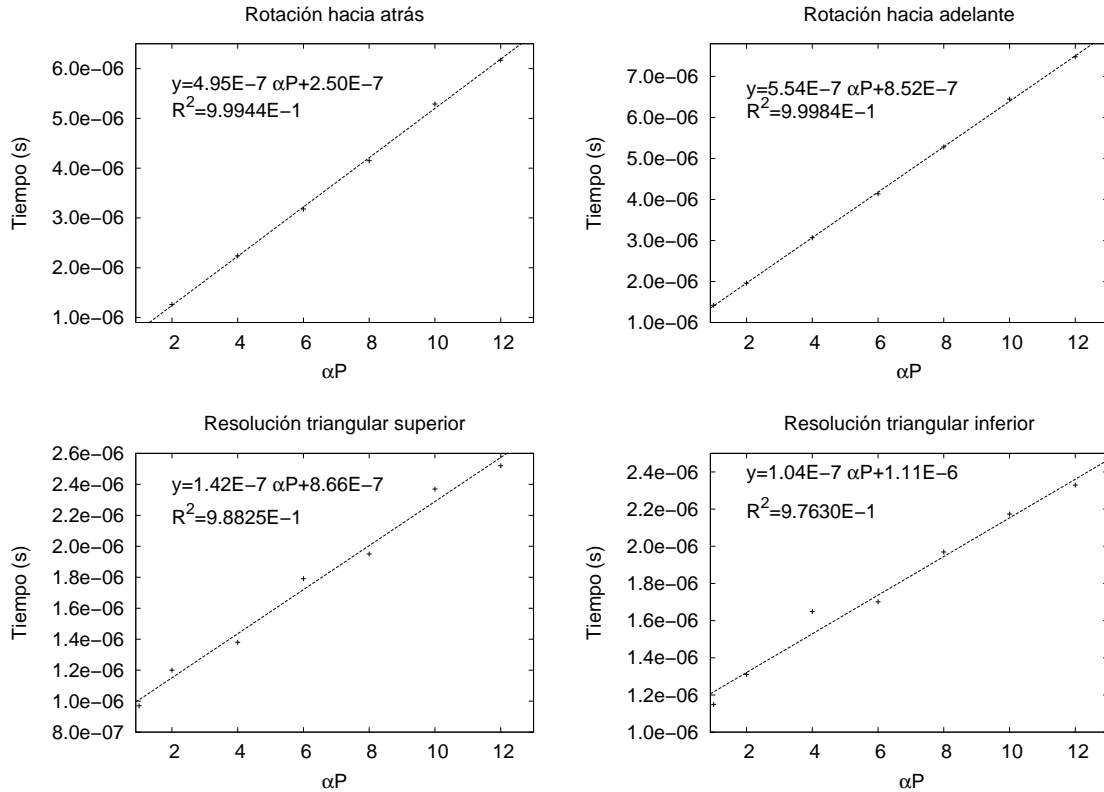 Rotación hacia atrás
Tiempo (s)
6.0e−06
5.0e−06
4.0e−06
3.0e−06
2.0e−06
1.0e−06
y=4.95E−7 αP+2.50E−7
R²=9.9944E−1
2 4 6 8 10 12
αP
Rotación hacia adelante
Tiempo (s)
7.0e−06
6.0e−06
5.0e−06
4.0e−06
3.0e−06
2.0e−06
1.0e−06
y=5.54E−7 αP+8.52E−7
R²=9.9984E−1
2 4 6 8 10 12
αP
Resolución triangular superior
Tiempo (s)
2.6e−06
2.4e−06
2.2e−06
2.0e−06
1.8e−06
1.6e−06
1.4e−06
1.2e−06
1.0e−06
8.0e−07
y=1.42E−7 αP+8.66E−7
R²=9.8825E−1
2 4 6 8 10 12
αP
Resolución triangular inferior
Tiempo (s)
2.4e−06
2.2e−06
2.0e−06
1.8e−06
1.6e−06
1.4e−06
1.2e−06
1.0e−06
y=1.04E−7 αP+1.11E−6
R²=9.7630E−1
2 4 6 8 10 12
αP